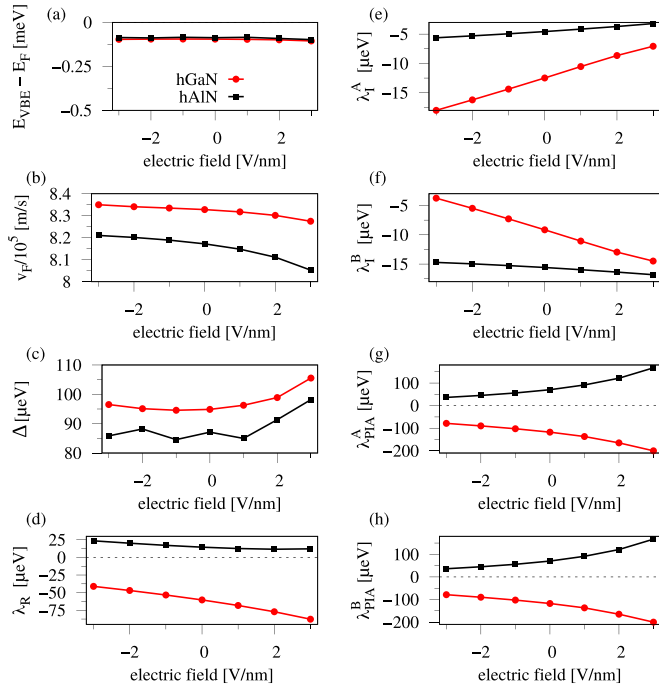 (a)
E_VBE − E_F [meV]
0
−0.25
−0.5
hGaN
hAlN
−2 0 2
electric field [V/nm]
(b)
v_F/10^5 [m/s]
8.4
8.3
8.2
8.1
8
−2 0 2
electric field [V/nm]
(c)
Δ [μeV]
110
100
90
80
−2 0 2
electric field [V/nm]
(d)
λ_R [μeV]
25
0
−25
−50
−75
−2 0 2
electric field [V/nm]
(e)
λ_I^A [μeV]
−5
−10
−15
−2 0 2
electric field [V/nm]
(f)
λ_I^B [μeV]
−5
−10
−15
−2 0 2
electric field [V/nm]
(g)
λ_PIA^A [μeV]
100
0
−100
−200
−2 0 2
electric field [V/nm]
(h)
λ_PIA^B [μeV]
100
0
−100
−200
−2 0 2
electric field [V/nm]